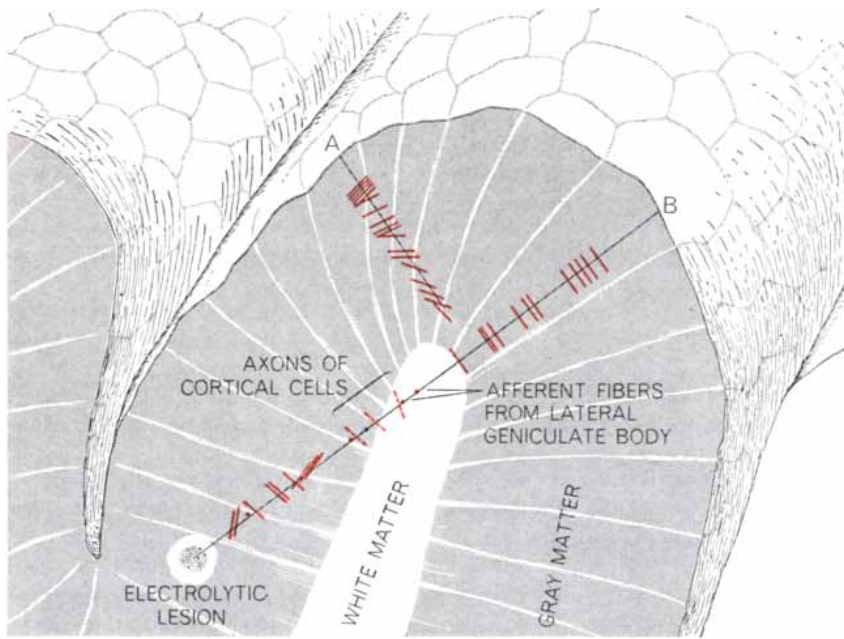 A
B
AXONS OF
CORTICAL CELLS
AFFERENT FIBERS
FROM LATERAL
GENICULATE BODY
ELECTROLYTIC
LESION
WHITE MATTER
GRAY MATTER